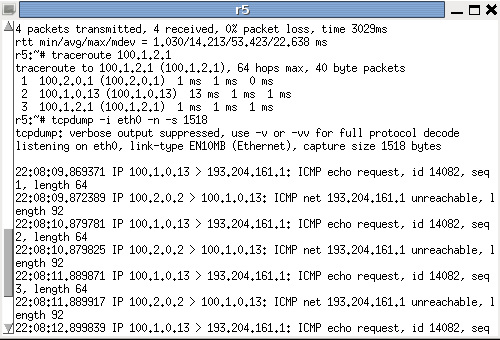 r5
4 packets transmitted, 4 received, 0% packet loss, time 3029ms
rtt min/avg/max/mdev = 1.030/14.213/53.423/22.638 ms
r5:~# traceroute 100.1.2.1
traceroute to 100.1.2.1 (100.1.2.1), 64 hops max, 40 byte packets
 1  100.2.0.1 (100.2.0.1)  1 ms  1 ms  0 ms
 2  100.1.0.13 (100.1.0.13)  13 ms  1 ms  1 ms
 3  100.1.2.1 (100.1.2.1)  1 ms  1 ms  1 ms
r5:~# tcpdump -i eth0 -n -s 1518
tcpdump: verbose output suppressed, use -v or -vv for full protocol decode
listening on eth0, link-type EN10MB (Ethernet), capture size 1518 bytes
22:08:09.869371 IP 100.1.0.13 > 193.204.161.1: ICMP echo request, id 14082, seq
1, length 64
22:08:09.872389 IP 100.2.0.2 > 100.1.0.13: ICMP net 193.204.161.1 unreachable, l
ength 92
22:08:10.879781 IP 100.1.0.13 > 193.204.161.1: ICMP echo request, id 14082, seq
2, length 64
22:08:10.879825 IP 100.2.0.2 > 100.1.0.13: ICMP net 193.204.161.1 unreachable, l
ength 92
22:08:11.889871 IP 100.1.0.13 > 193.204.161.1: ICMP echo request, id 14082, seq
3, length 64
22:08:11.889917 IP 100.2.0.2 > 100.1.0.13: ICMP net 193.204.161.1 unreachable, l
ength 92
22:08:12.899839 IP 100.1.0.13 > 193.204.161.1: ICMP echo request, id 14082, seq